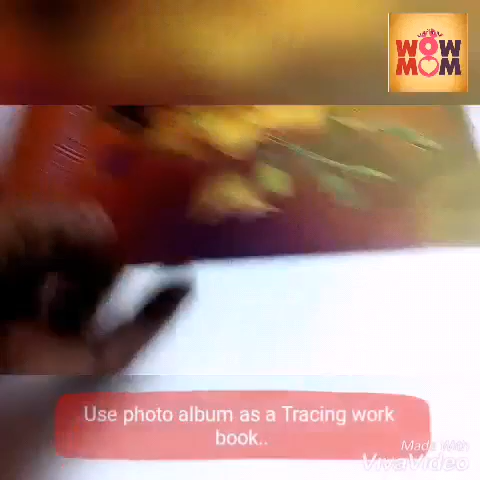 WOW
MOM
Use photo album as a Tracing work
book..
Made With
VivaVideo